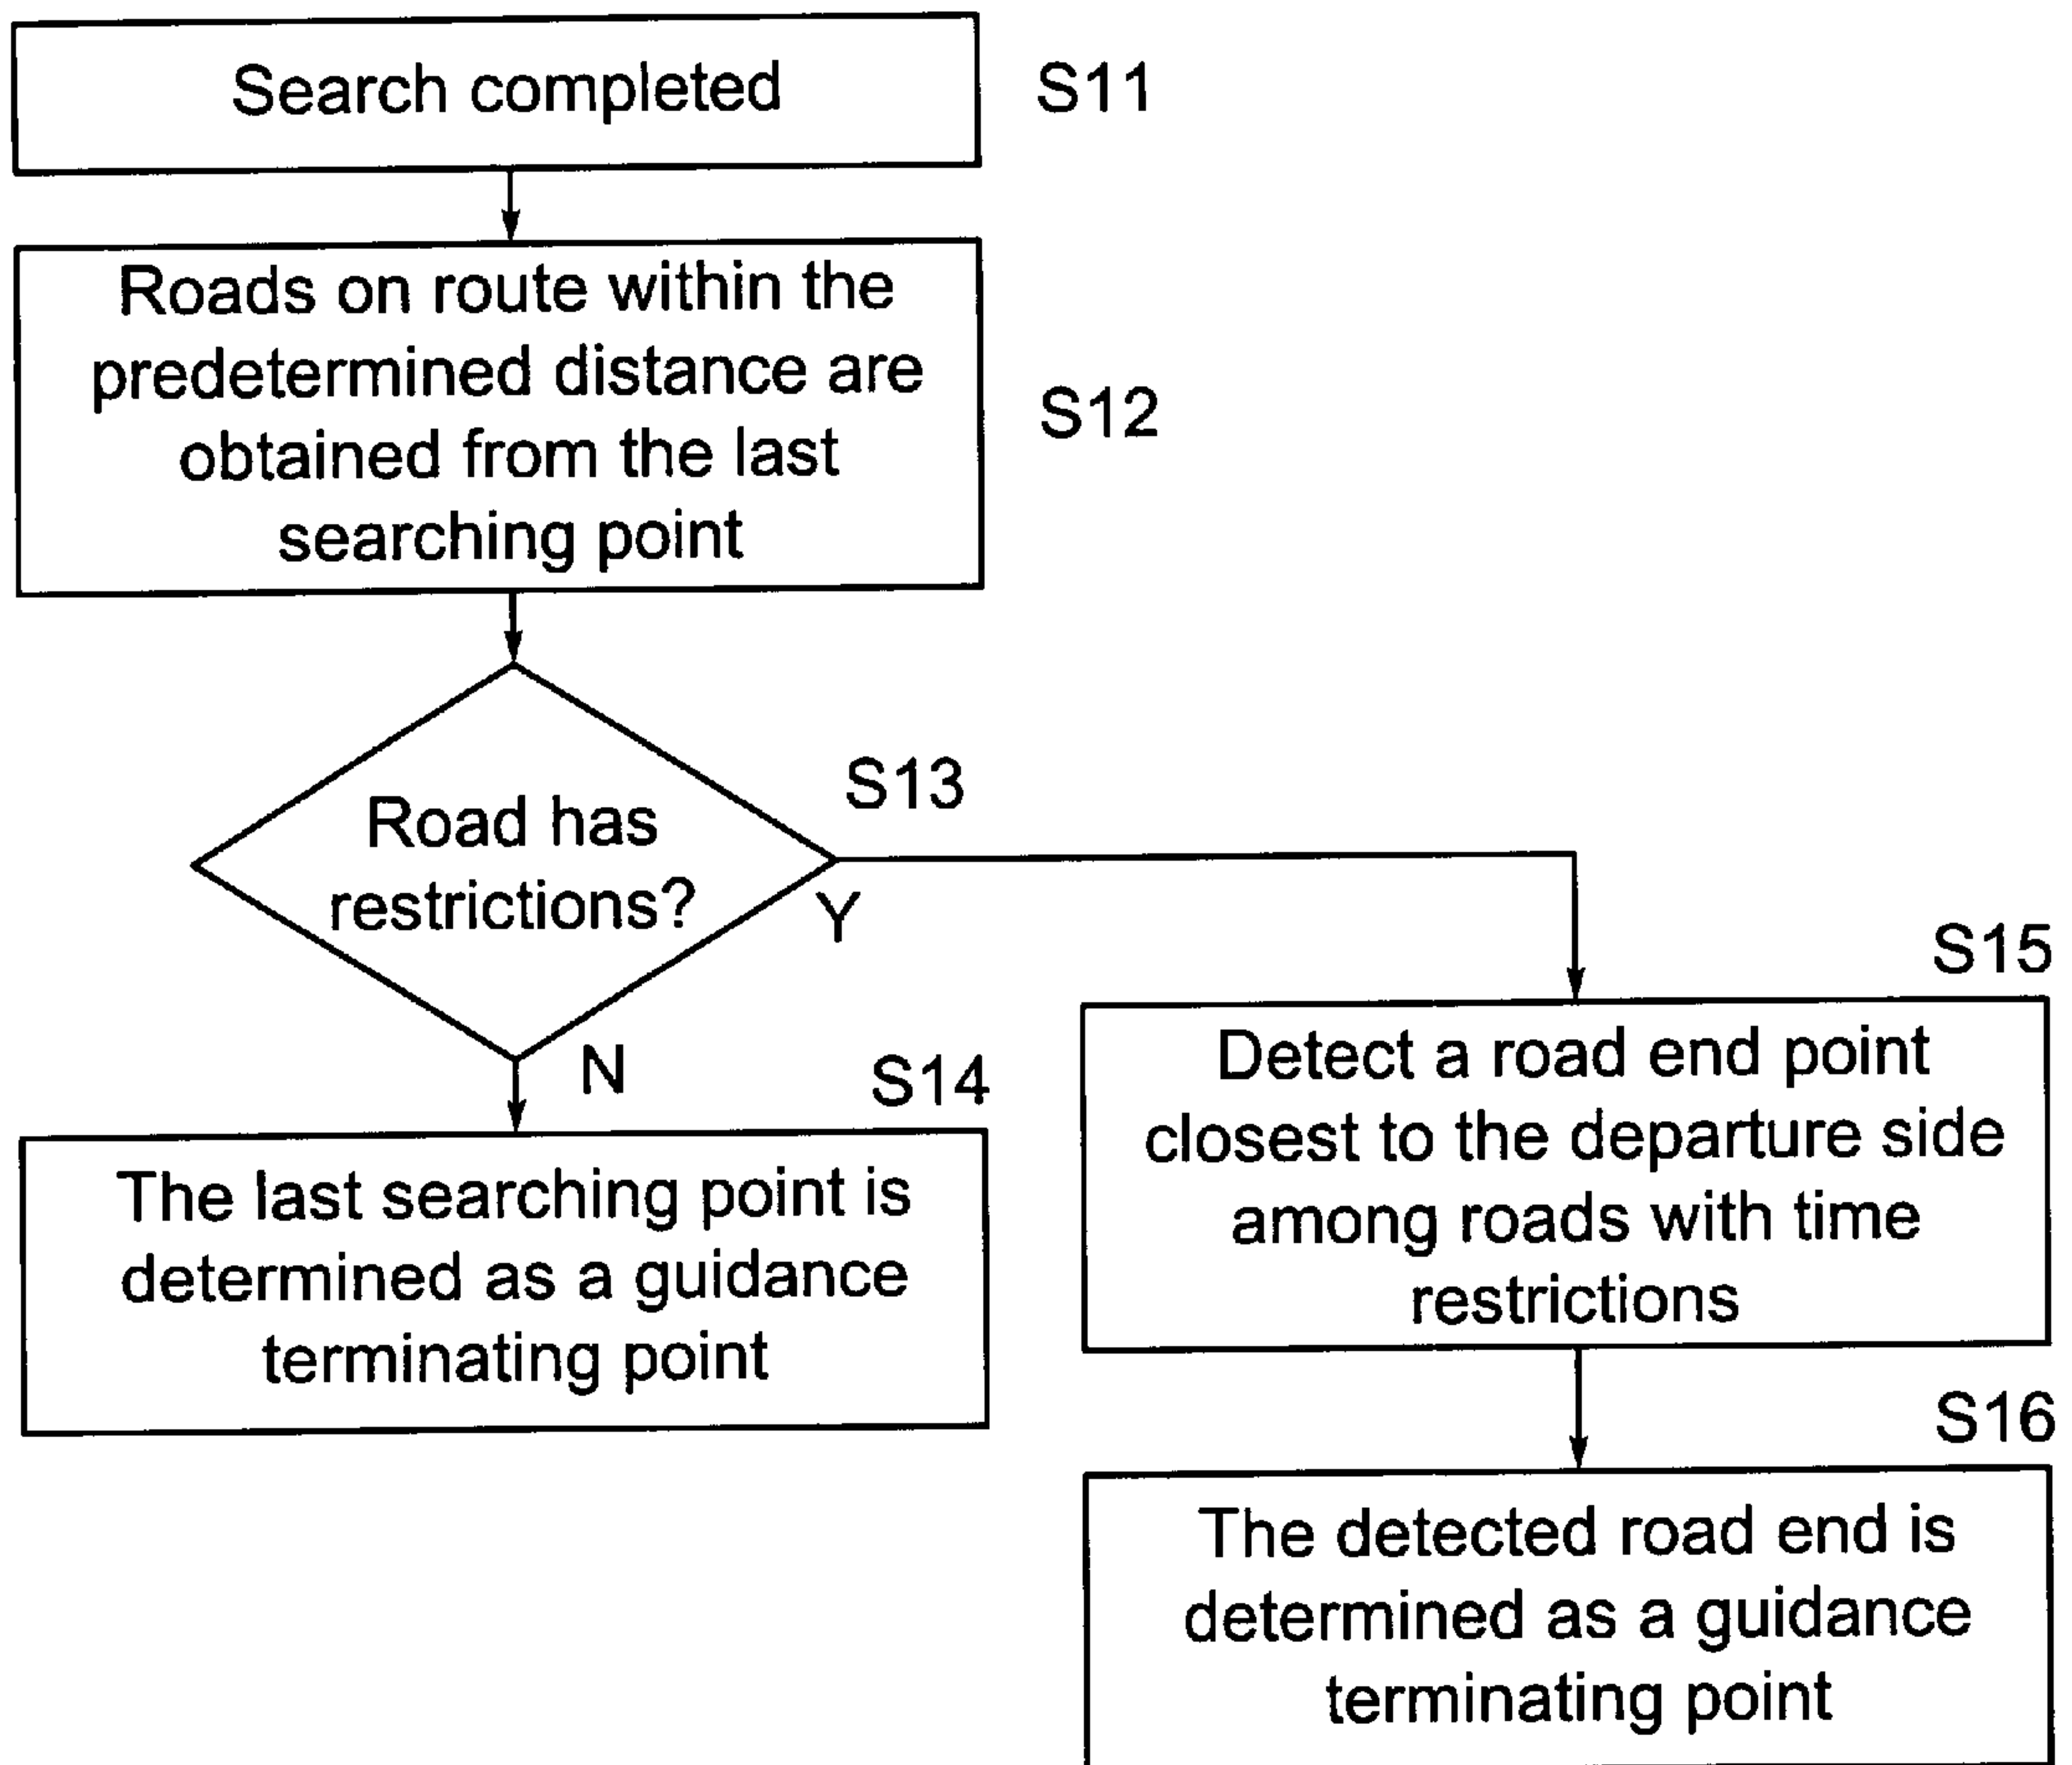 Search completed
S11
Roads on route within the
predetermined distance are
obtained from the last
searching point
S12
Road has
restrictions?
S13
Y
N
S14
The last searching point is
determined as a guidance
terminating point
S15
Detect a road end point
closest to the departure side
among roads with time
restrictions
S16
The detected road end is
determined as a guidance
terminating point